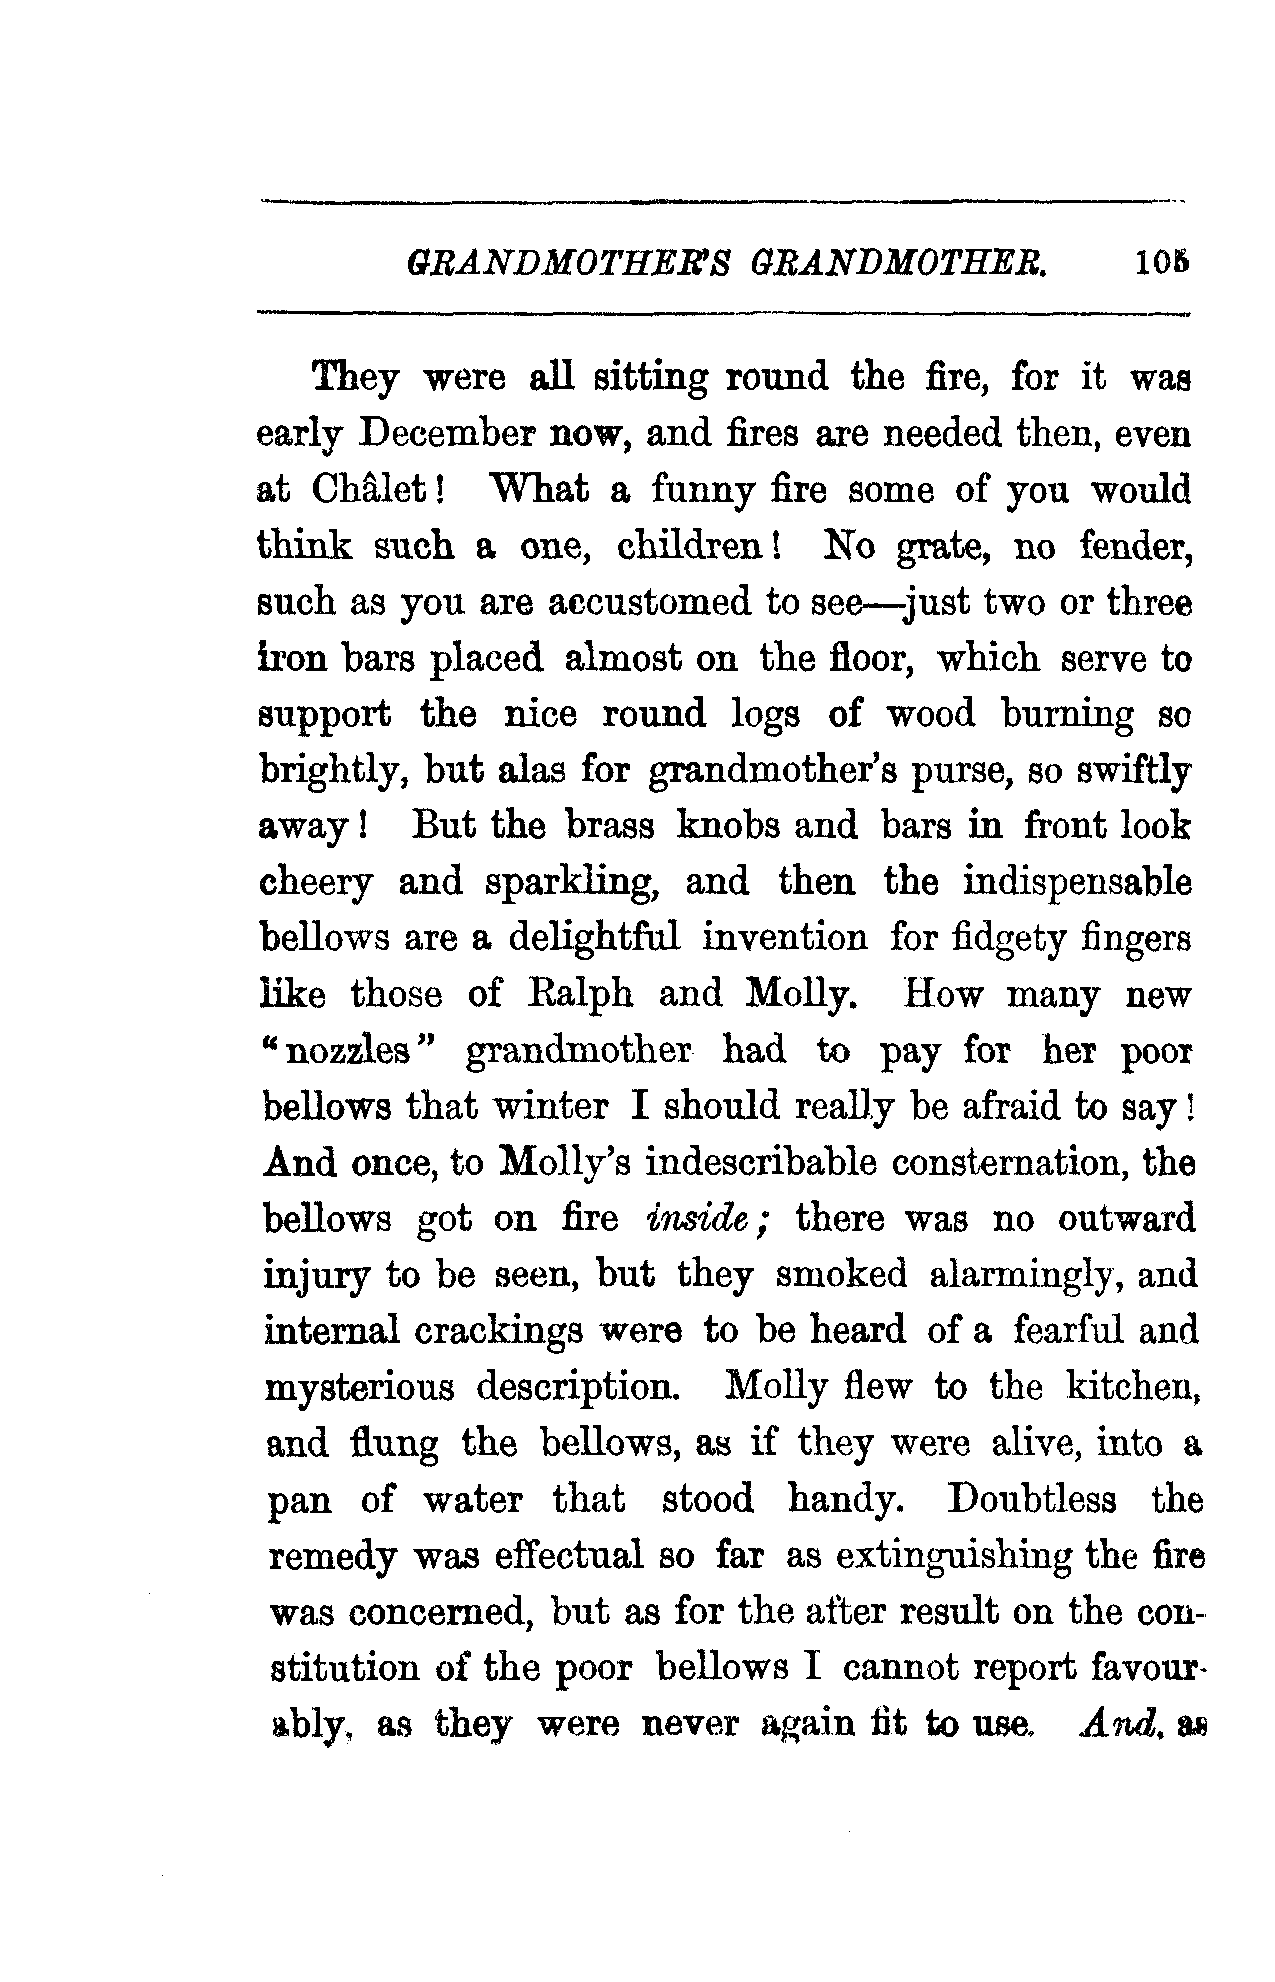 GRANDMOTHER'S GRANDMOTHER. 105
They were all sitting round the fire, for it was
early December now, and fires are needed then, even
at Châlet! What a funny fire some of you would
think such a one, children! No grate, no fender,
such as you are accustomed to see—just two or three
iron bars placed almost on the floor, which serve to
support the nice round logs of wood burning so
brightly, but alas for grandmother's purse, so swiftly
away! But the brass knobs and bars in front look
cheery and sparkling, and then the indispensable
bellows are a delightful invention for fidgety fingers
like those of Ralph and Molly. How many new
"nozzles" grandmother had to pay for her poor
bellows that winter I should really be afraid to say!
And once, to Molly's indescribable consternation, the
bellows got on fire inside; there was no outward
injury to be seen, but they smoked alarmingly, and
internal crackings were to be heard of a fearful and
mysterious description. Molly flew to the kitchen,
and flung the bellows, as if they were alive, into a
pan of water that stood handy. Doubtless the
remedy was effectual so far as extinguishing the fire
was concerned, but as for the after result on the con-
stitution of the poor bellows I cannot report favour-
ably, as they were never again fit to use. And, as